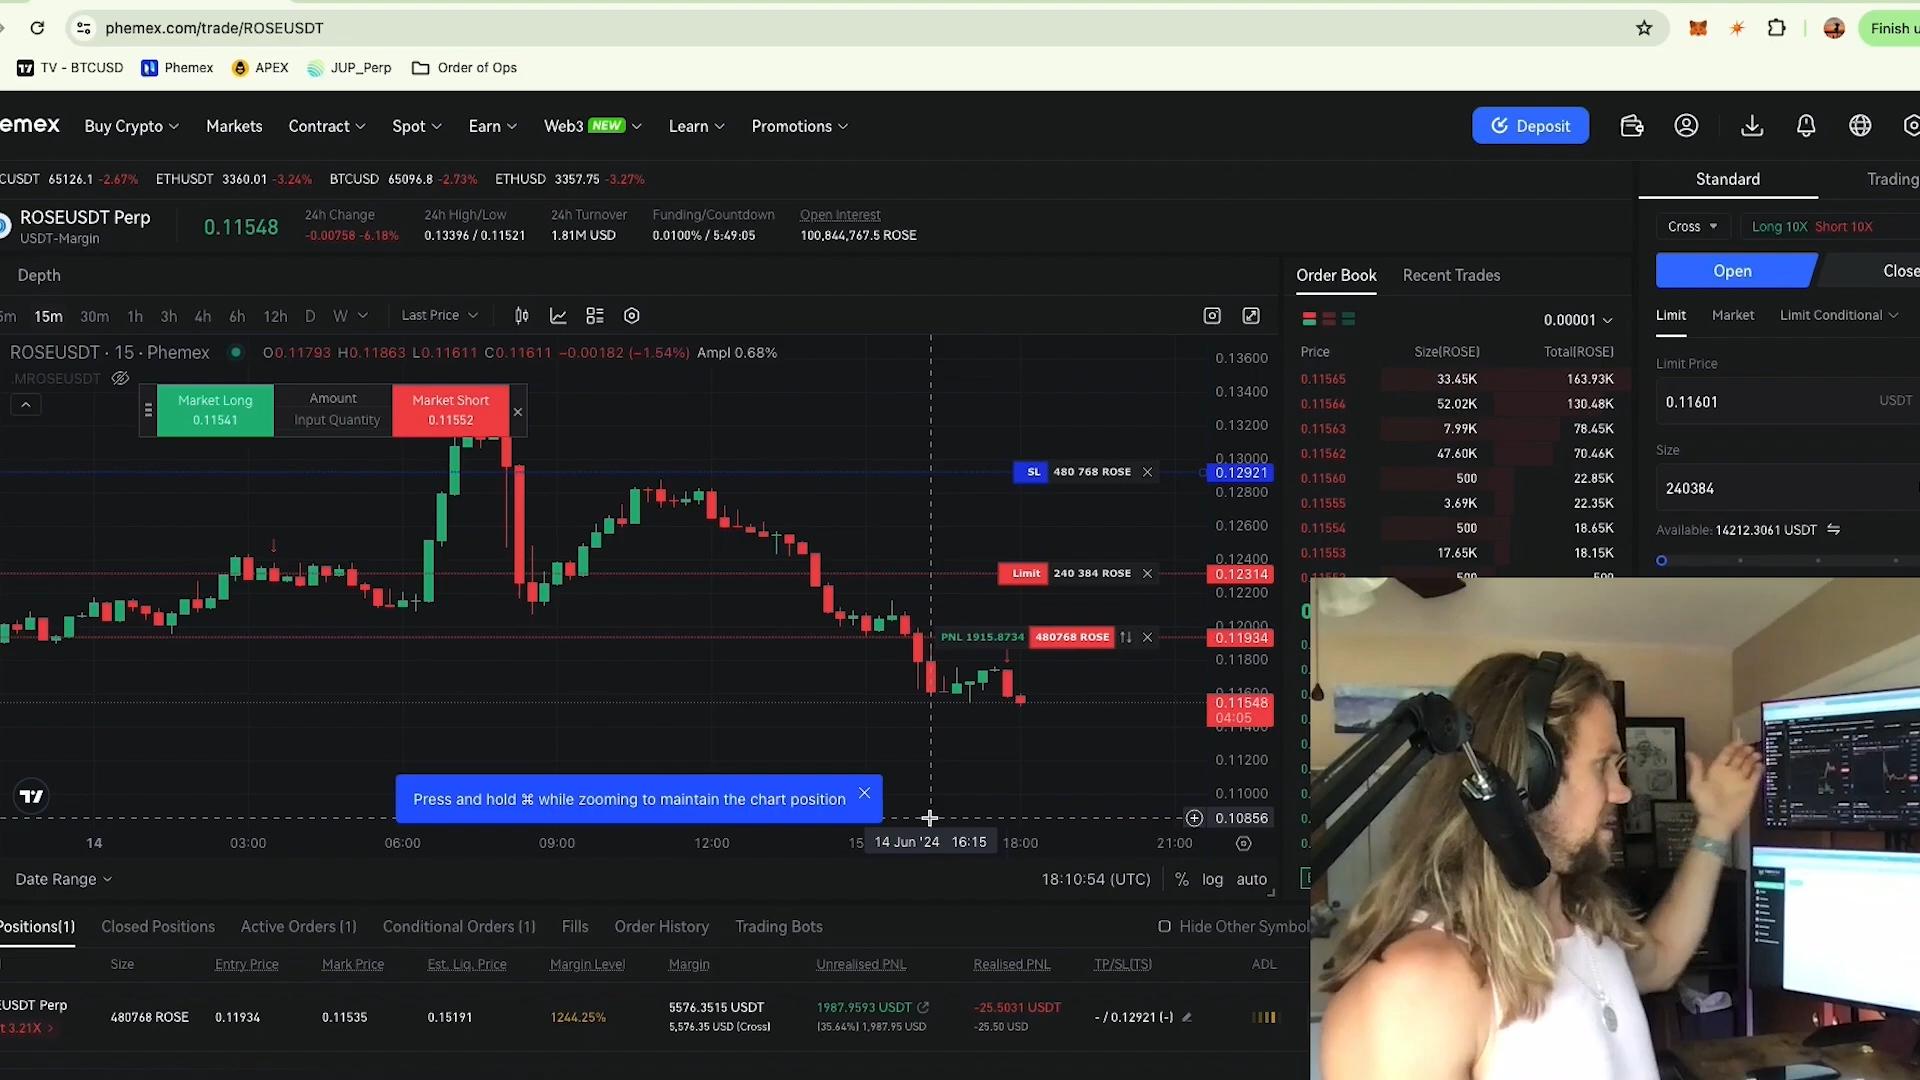 phemex.com/trade/ROSEUSDT
Finish u
TV - BTCUSD Phemex APEX JUP_Perp Order of Ops
emex Buy Crypto Markets Contract Spot Earn Web3 NEW Learn Promotions Deposit
CUSDT 65126.1 -2.67% ETHUSDT 3360.01 -3.24% BTCUSD 65096.8 -2.73% ETHUSD 3357.75 -3.27%
Standard Trading
ROSEUSDT Perp
USDT-Margin
0.11548
24h Change 24h High/Low 24h Turnover Funding/Countdown Open Interest
-0.00758 -6.18% 0.13396 / 0.11521 1.81M USD 0.0100% / 5:49:05 100,844,767.5 ROSE
Cross Long 10X Short 10X
Open Close
Depth
Order Book Recent Trades
5m 15m 30m 1h 3h 4h 6h 12h D W Last Price
0.00001
Limit Market Limit Conditional
ROSEUSDT · 15 · Phemex O0.11793 H0.11863 L0.11611 C0.11611 −0.00182 (−1.54%) Ampl 0.68%
.MROSEUSDT
Market Long
0.11541
Amount
Input Quantity
Market Short
0.11552
SL 480 768 ROSE
Limit 240 384 ROSE
PNL 1915.8734 480768 ROSE
0.13600
0.13400
0.13200
0.13000
0.12921
0.12800
0.12600
0.12400
0.12314
0.12200
0.12000
0.11934
0.11800
0.11600
0.11548
04:05
0.11400
0.11200
0.11000
0.10856
Press and hold ⌘ while zooming to maintain the chart position
14 03:00 06:00 09:00 12:00 15 14 Jun '24 16:15 18:00 21:00
Date Range 18:10:54 (UTC) % log auto
Price Size(ROSE) Total(ROSE)
0.11565 33.45K 163.93K
0.11564 52.02K 130.48K
0.11563 7.99K 78.45K
0.11562 47.60K 70.46K
0.11560 500 22.85K
0.11555 3.69K 22.35K
0.11554 500 18.65K
0.11553 17.65K 18.15K
0.11552 500 500
Limit Price
0.11601 USDT
Size
240384
Available: 14212.3061 USDT
Positions(1) Closed Positions Active Orders (1) Conditional Orders (1) Fills Order History Trading Bots Hide Other Symbol
Size Entry Price Mark Price Est. Liq. Price Margin Level Margin Unrealised PNL Realised PNL TP/SL(TS) ADL
EUSDT Perp
t 3.21X >
480768 ROSE 0.11934 0.11535 0.15191 1244.25%
5576.3515 USDT 1987.9593 USDT -25.5031 USDT
5,576.35 USD (Cross) (35.64%) 1,987.95 USD -25.50 USD
- / 0.12921 (-)